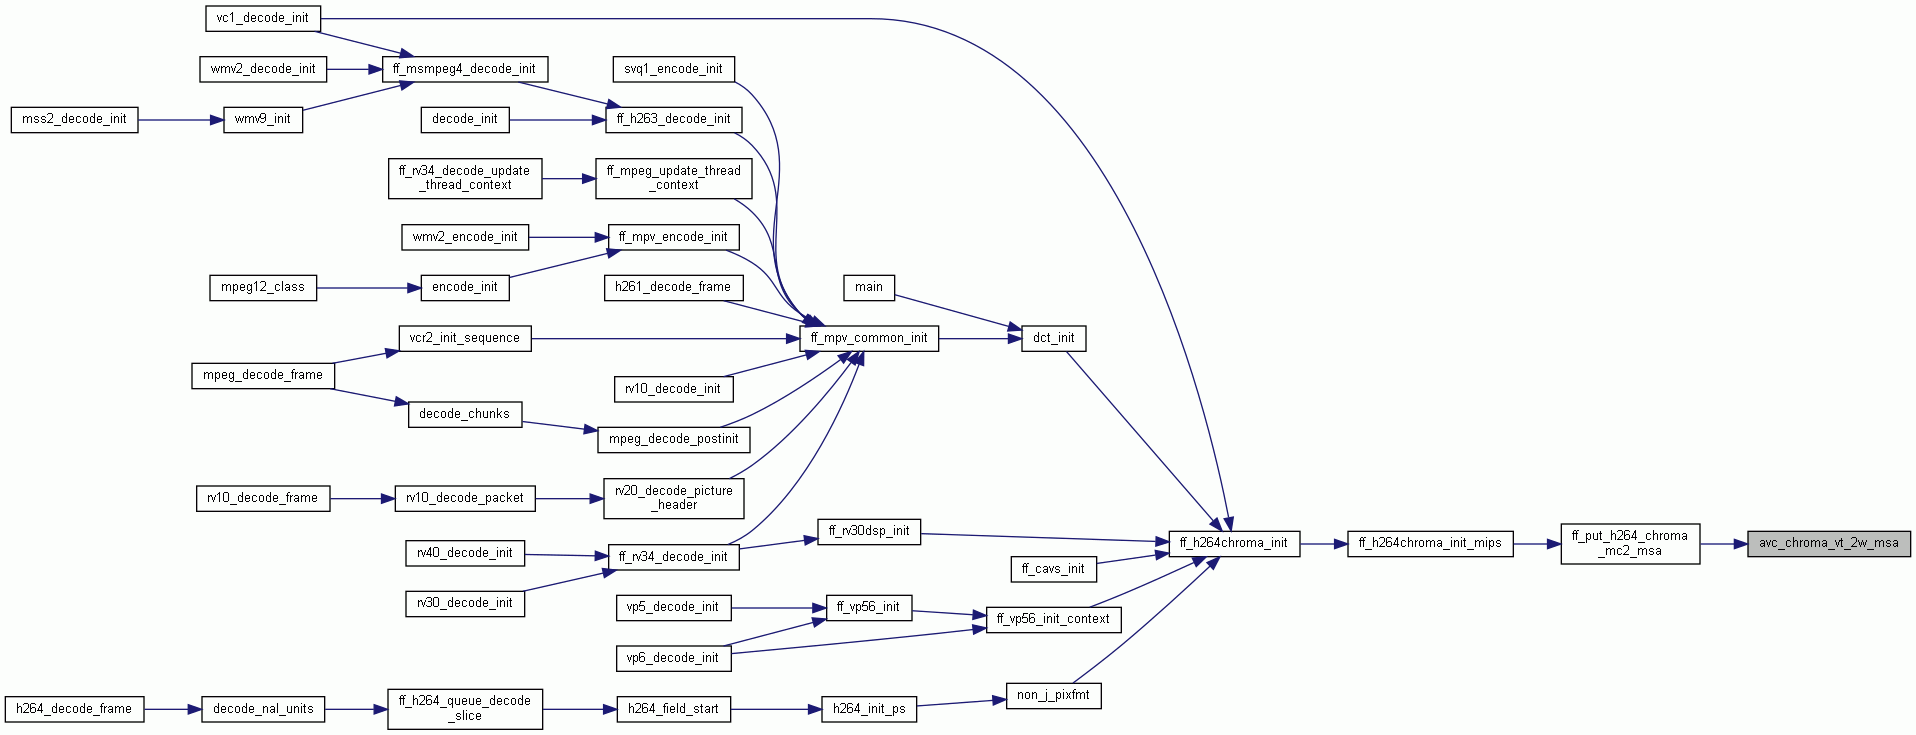 vc1_decode_init
wmv2_decode_init
ff_msmpeg4_decode_init
svq1_encode_init
mss2_decode_init
wmv9_init
decode_init
ff_h263_decode_init
ff_rv34_decode_update
_thread_context
ff_mpeg_update_thread
_context
wmv2_encode_init
ff_mpv_encode_init
mpeg12_class
encode_init
h261_decode_frame
main
vcr2_init_sequence
ff_mpv_common_init
dct_init
mpeg_decode_frame
rv10_decode_init
decode_chunks
mpeg_decode_postinit
rv10_decode_frame
rv10_decode_packet
rv20_decode_picture
_header
ff_rv30dsp_init
rv40_decode_init
ff_rv34_decode_init
ff_h264chroma_init
ff_h264chroma_init_mips
ff_put_h264_chroma
_mc2_msa
avc_chroma_vt_2w_msa
ff_cavs_init
rv30_decode_init
vp5_decode_init
ff_vp56_init
ff_vp56_init_context
vp6_decode_init
non_j_pixfmt
h264_decode_frame
decode_nal_units
ff_h264_queue_decode
_slice
h264_field_start
h264_init_ps